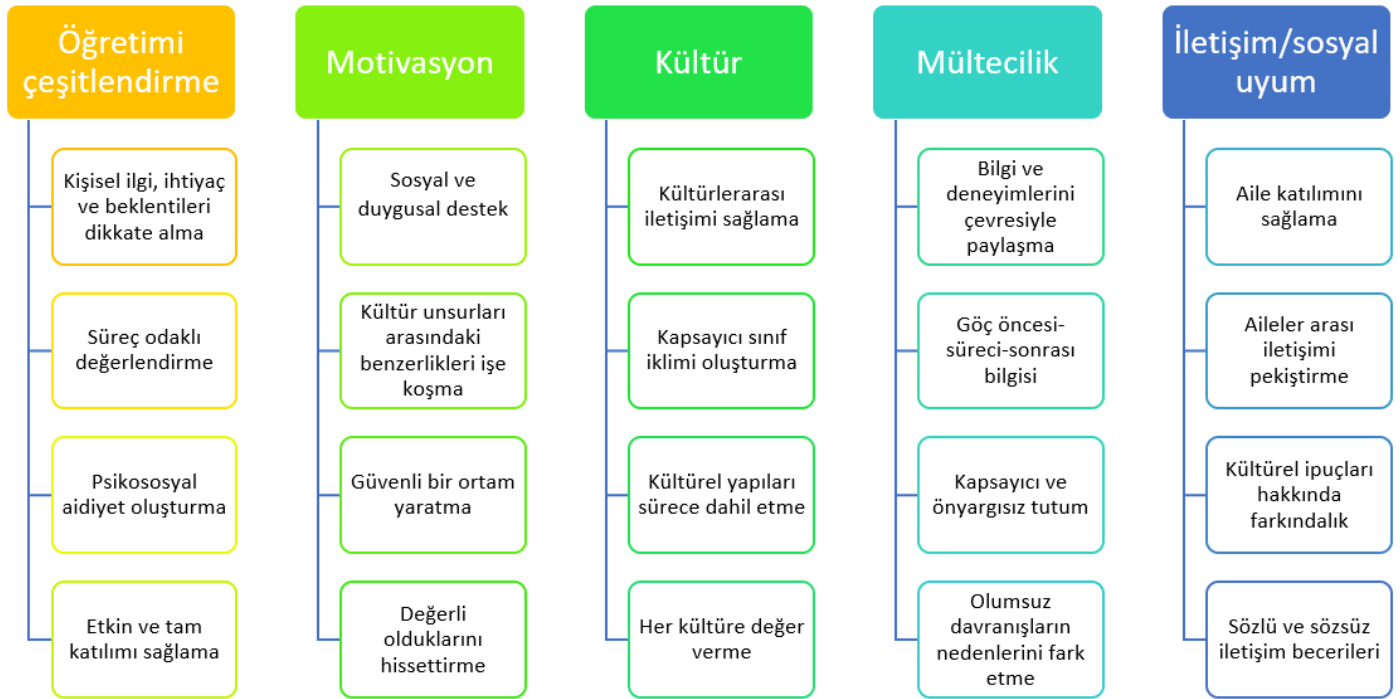 Öğretimi
çeşitlendirme
Kişisel ilgi, ihtiyaç
ve beklentileri
dikkate alma
Süreç odaklı
değerlendirme
Psikososyal
aidiyet oluşturma
Etkin ve tam
katılımı sağlama
Motivasyon
Sosyal ve
duygusal destek
Kültür unsurları
arasındaki
benzerlikleri işe
koşma
Güvenli bir ortam
yaratma
Değerli
olduklarını
hissettirme
Kültür
Kültürlerarası
iletişimi sağlama
Kapsayıcı sınıf
iklimi oluşturma
Kültürel yapıları
sürece dahil etme
Her kültüre değer
verme
Mültecilik
Bilgi ve
deneyimlerini
çevresiyle
paylaşma
Göç öncesi-
süreci-sonrası
bilgisi
Kapsayıcı ve
önyargısız tutum
Olumsuz
davranışların
nedenlerini fark
etme
İletişim/sosyal
uyum
Aile katılımını
sağlama
Aileler arası
iletişimi
pekiştirme
Kültürel ipuçları
hakkında
farkındalık
Sözlü ve sözsüz
iletişim becerileri